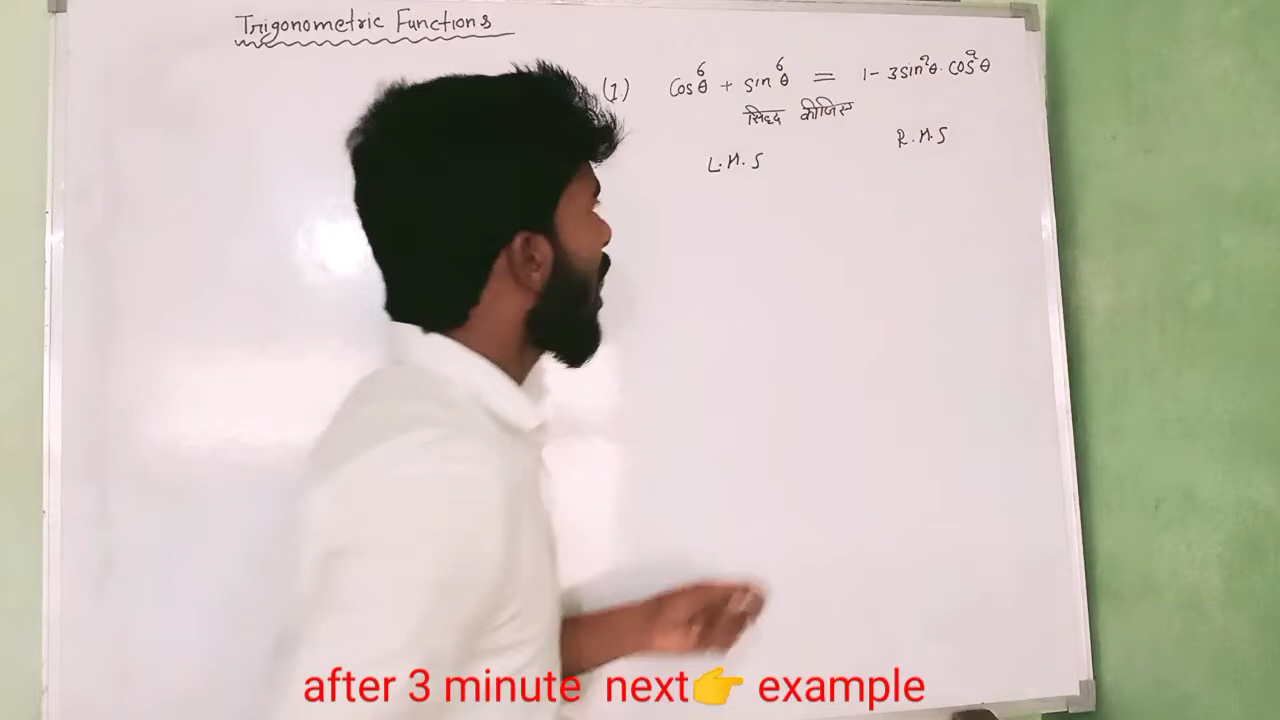 Trigonometric Functions
(1) Cos⁶θ + sin⁶θ = 1 - 3sin²θ · cos²θ
सिध्द कीजिए
L.H.S R.H.S
after 3 minute next👉 example